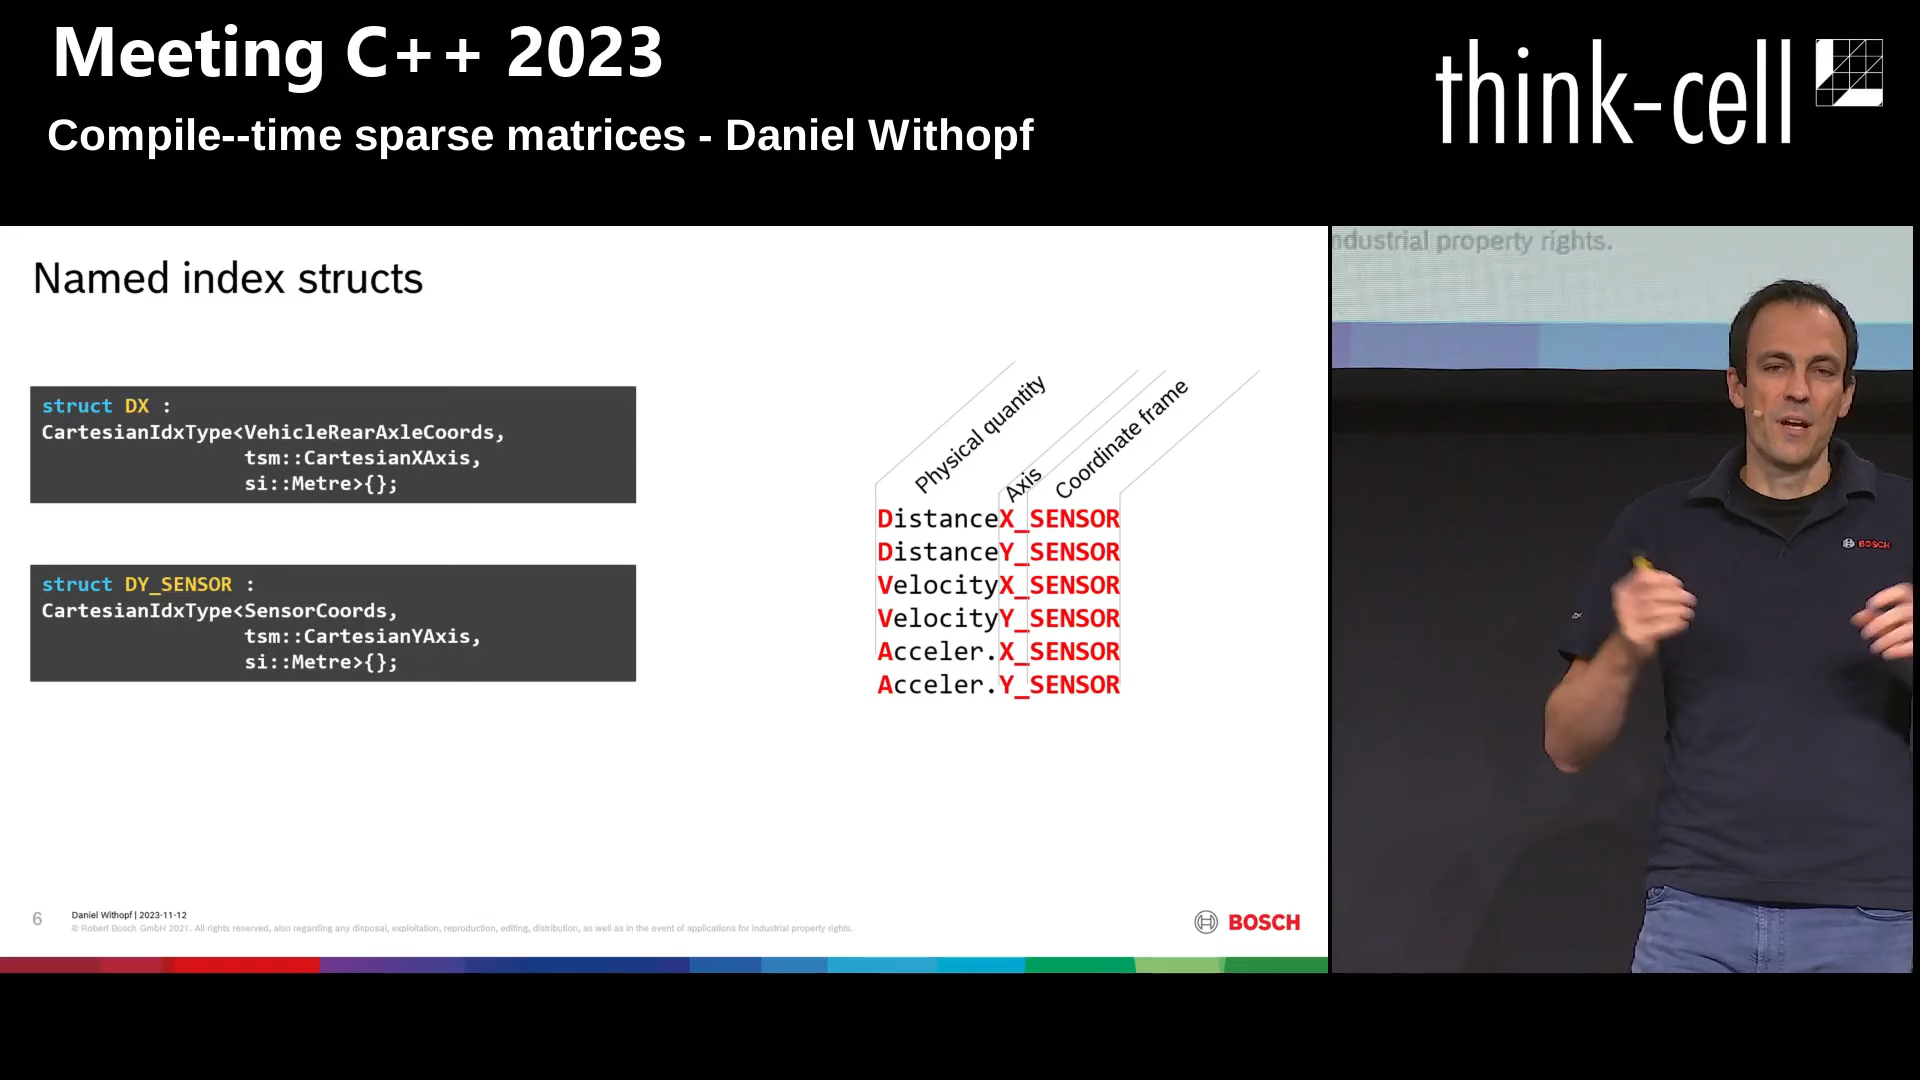 Meeting C++ 2023
Compile--time sparse matrices - Daniel Withopf
think-cell
Named index structs
struct DX :
CartesianIdxType<VehicleRearAxleCoords,
tsm::CartesianXAxis,
si::Metre>{};
struct DY_SENSOR :
CartesianIdxType<SensorCoords,
tsm::CartesianYAxis,
si::Metre>{};
Physical quantity
Axis
Coordinate frame
DistanceX_SENSOR
DistanceY_SENSOR
VelocityX_SENSOR
VelocityY_SENSOR
Acceler.X_SENSOR
Acceler.Y_SENSOR
6
Daniel Withopf | 2023-11-12
© Robert Bosch GmbH 2021. All rights reserved, also regarding any disposal, exploitation, reproduction, editing, distribution, as well as in the event of applications for industrial property rights.
BOSCH
ndustrial property rights.
BOSCH